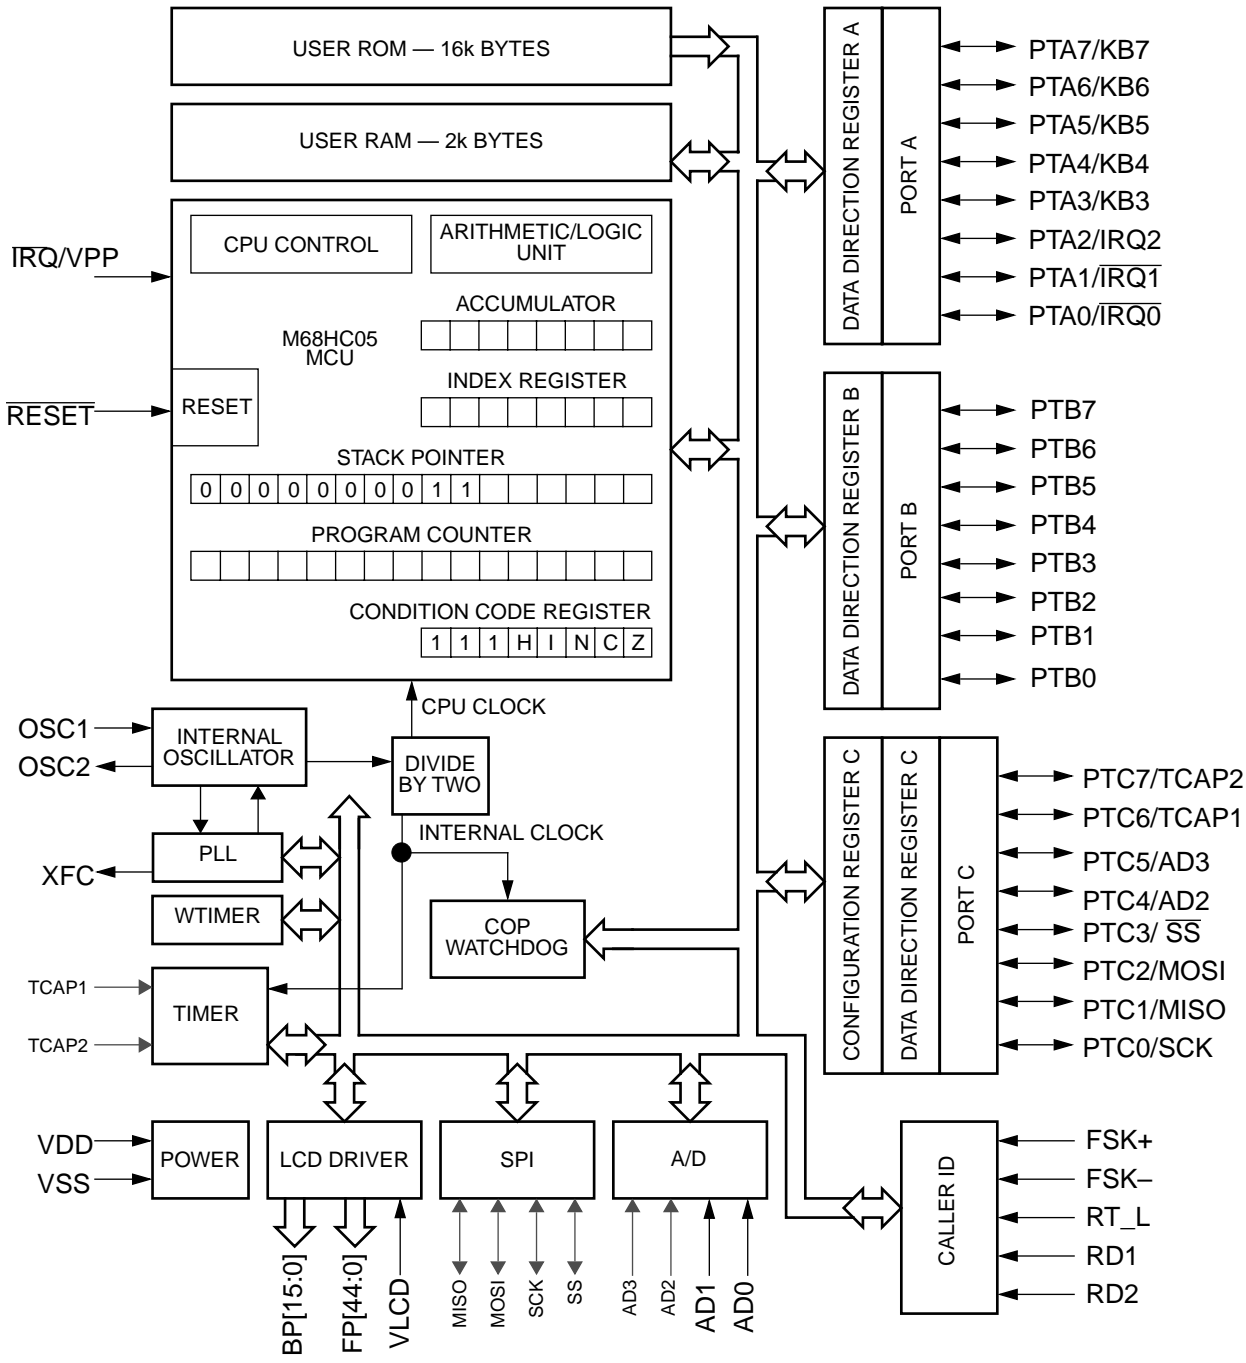 USER ROM — 16k BYTES
USER RAM — 2k BYTES
CPU CONTROL
ARITHMETIC/LOGIC
UNIT
ACCUMULATOR
M68HC05
MCU
INDEX REGISTER
RESET
STACK POINTER
0 0 0 0 0 0 0 0 1 1
PROGRAM COUNTER
CONDITION CODE REGISTER
1 1 1 H I N C Z
IRQ/VPP
RESET
CPU CLOCK
OSC1
OSC2
INTERNAL
OSCILLATOR
DIVIDE
BY TWO
INTERNAL CLOCK
XFC
PLL
WTIMER
COP
WATCHDOG
TCAP1
TCAP2
TIMER
VDD
VSS
POWER
LCD DRIVER
SPI
A/D
BP[15:0]
FP[44:0]
VLCD
MISO
MOSI
SCK
SS
AD3
AD2
AD1
AD0
DATA DIRECTION REGISTER A
PORT A
PTA7/KB7
PTA6/KB6
PTA5/KB5
PTA4/KB4
PTA3/KB3
PTA2/IRQ2
PTA1/IRQ1
PTA0/IRQ0
DATA DIRECTION REGISTER B
PORT B
PTB7
PTB6
PTB5
PTB4
PTB3
PTB2
PTB1
PTB0
CONFIGURATION REGISTER C
DATA DIRECTION REGISTER C
PORT C
PTC7/TCAP2
PTC6/TCAP1
PTC5/AD3
PTC4/AD2
PTC3/ SS
PTC2/MOSI
PTC1/MISO
PTC0/SCK
CALLER ID
FSK+
FSK–
RT_L
RD1
RD2